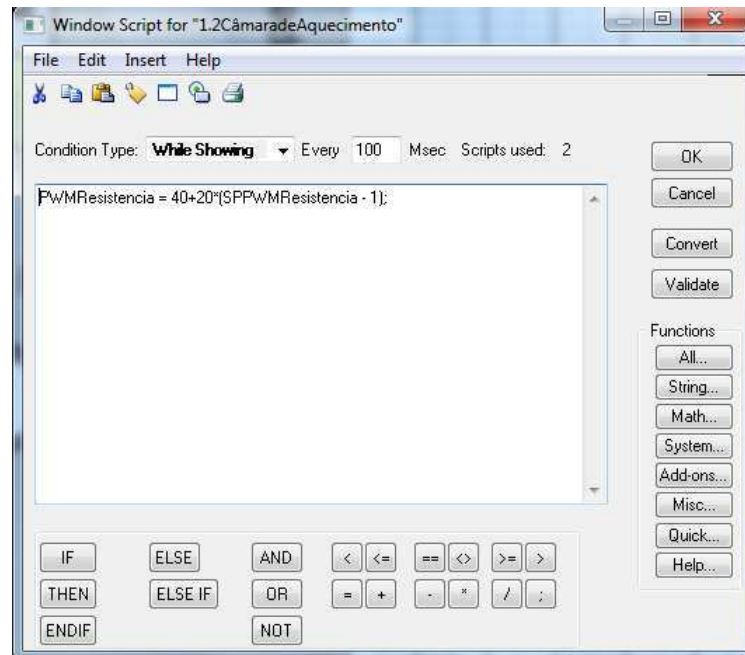 Window Script for "1.2CâmaradeAquecimento"
File Edit Insert Help
Condition Type: While Showing Every 100 Msec Scripts used: 2
PWMResistencia = 40+20*(SPPWMResistencia - 1);
OK
Cancel
Convert
Validate
Functions
All...
String...
Math...
System...
Add-ons...
Misc...
Quick...
Help...
IF ELSE AND < <= == <> >= >
THEN ELSE IF OR = + - * / ;
ENDIF NOT